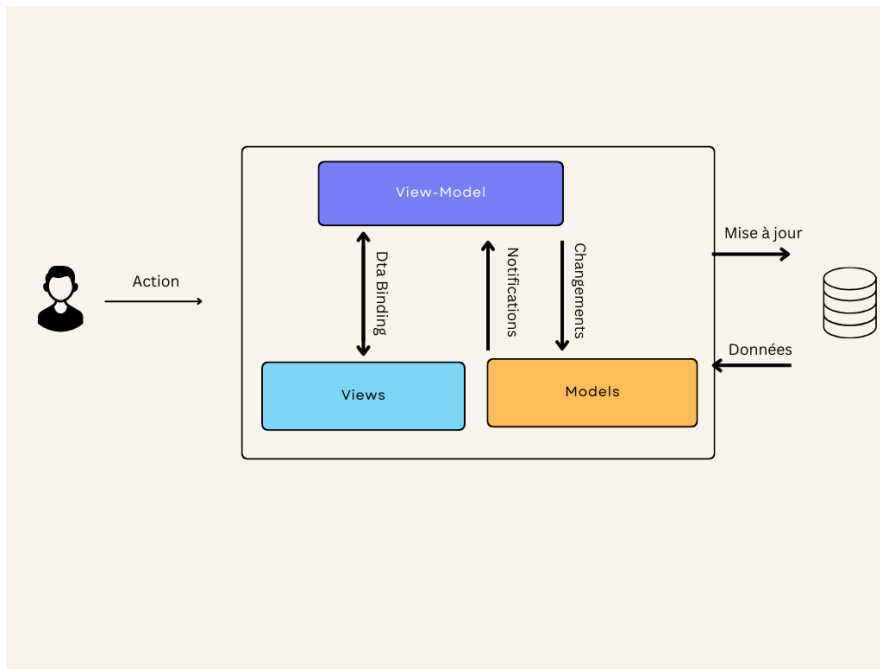 View-Model
Mise à jour
Action
Dta Binding
Notifications
Changements
Données
Views
Models